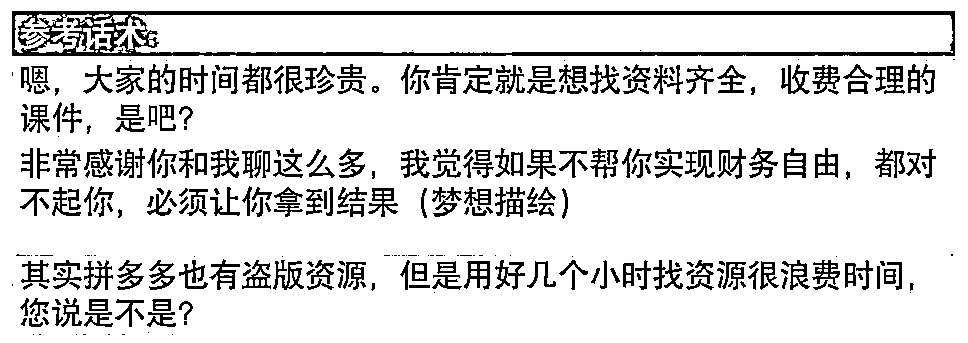 参考话术:
嗯，大家的时间都很珍贵。你肯定就是想找资料齐全，收费合理的
课件，是吧？
非常感谢你和我聊这么多，我觉得如果不帮你实现财务自由，都对
不起你，必须让你拿到结果（梦想描绘）
其实拼多多也有盗版资源，但是用好几个小时找资源很浪费时间，
您说是不是？